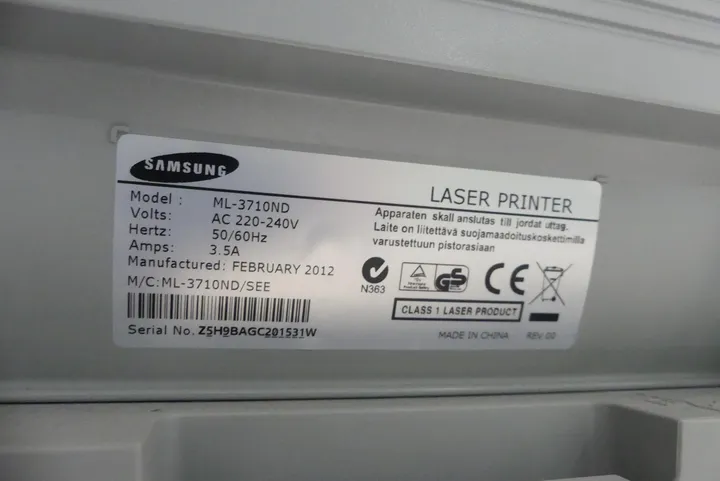 SAMSUNG
LASER PRINTER
Model : ML-3710ND
Volts: AC 220-240V
Hertz: 50/60Hz
Amps: 3.5A
Manufactured: FEBRUARY 2012
M/C: ML-3710ND/SEE
Serial No. Z5H9BAGC201531W
Apparaten skall anslutas till jordat uttag.
Laite on liitettävä suojamaadoituskoskettimilla
varustettuun pistorasiaan
N363
GS
CE
CLASS 1 LASER PRODUCT
MADE IN CHINA REV.00